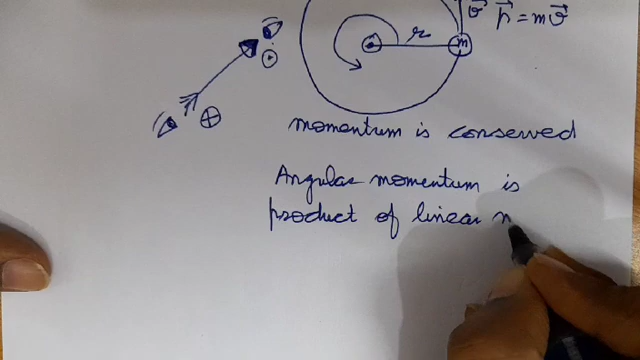 v⃗ p⃗ = mv⃗
r m
momentum is conserved
Angular momentum is
product of linear